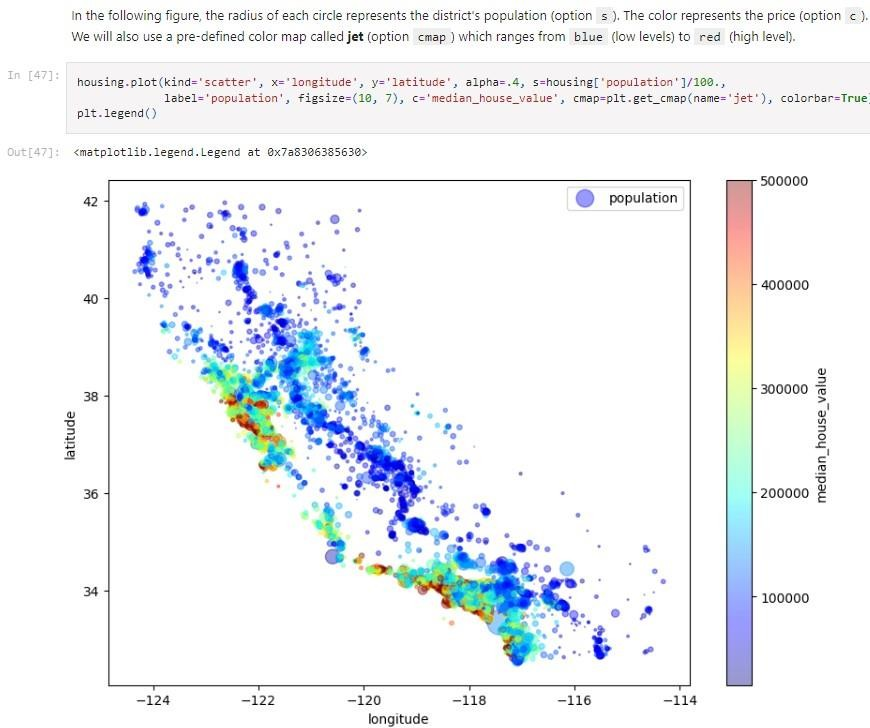 In the following figure, the radius of each circle represents the district's population (option s ). The color represents the price (option c ).
We will also use a pre-defined color map called jet (option cmap ) which ranges from blue (low levels) to red (high level).
In [47]:
housing.plot(kind='scatter', x='longitude', y='latitude', alpha=.4, s=housing['population']/100.,
label='population', figsize=(10, 7), c='median_house_value', cmap=plt.get_cmap(name='jet'), colorbar=True)
plt.legend()
Out[47]:
<matplotlib.legend.Legend at 0x7a8306385630>
population
42
40
38
36
34
latitude
−124
−122
−120
−118
−116
−114
longitude
500000
400000
300000
200000
100000
median_house_value